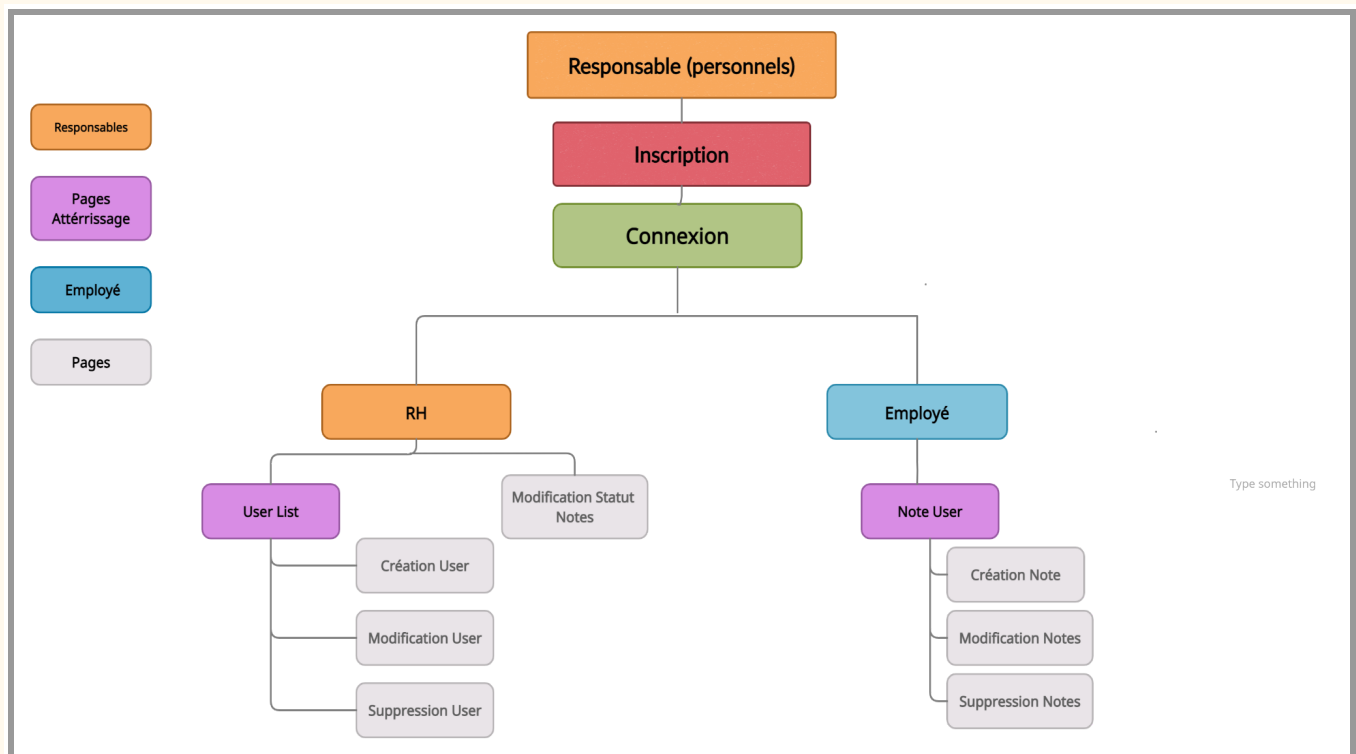 Responsable (personnels)
Inscription
Connexion
Responsables
Pages
Attérrissage
Employé
Pages
RH
Employé
User List
Modification Statut
Notes
Création User
Modification User
Suppression User
Note User
Création Note
Modification Notes
Suppression Notes
Type something